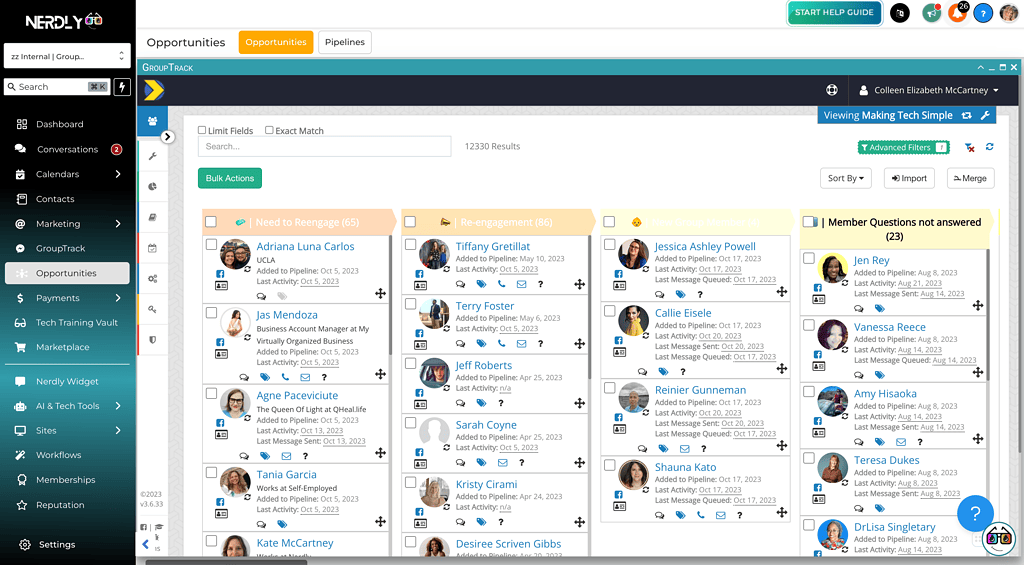 NERDLY
START HELP GUIDE
26
?
zz Internal | Group...
Search
⌘ K
Opportunities
Opportunities
Pipelines
GROUPTRACK
Colleen Elizabeth McCartney
Viewing Making Tech Simple
Dashboard
Conversations
2
Calendars
Contacts
Marketing
GroupTrack
Opportunities
Payments
Tech Training Vault
Marketplace
Nerdly Widget
AI & Tech Tools
Sites
Workflows
Memberships
Reputation
Settings
©2023
v3.6.33
Limit Fields
Exact Match
Search...
12330 Results
Advanced Filters
Bulk Actions
Sort By
Import
Merge
| Need to Reengage (65)
Adriana Luna Carlos
UCLA
Added to Pipeline: Oct 5, 2023
Last Activity: Oct 5, 2023
Jas Mendoza
Business Account Manager at My
Virtually Organized Business
Added to Pipeline: Oct 5, 2023
Last Activity: Oct 5, 2023
?
Agne Paceviciute
The Queen Of Light at QHeal.life
Added to Pipeline: Oct 5, 2023
Last Activity: Oct 13, 2023
Last Message Sent: Oct 13, 2023
?
Tania Garcia
Works at Self-Employed
Added to Pipeline: Oct 5, 2023
Last Activity: Oct 5, 2023
Kate McCartney
Works at Nerdly
| Re-engagement (86)
Tiffany Gretillat
Added to Pipeline: May 10, 2023
Last Activity: Oct 5, 2023
?
Terry Foster
Added to Pipeline: May 6, 2023
Last Activity: Oct 5, 2023
?
Jeff Roberts
Added to Pipeline: Apr 25, 2023
Last Activity: n/a
?
Sarah Coyne
Added to Pipeline: Apr 25, 2023
Last Activity: Oct 5, 2023
?
Kristy Cirami
Added to Pipeline: Apr 24, 2023
Last Activity: n/a
?
Desiree Scriven Gibbs
Added to Pipeline: Apr 20, 2023
Jessica Ashley Powell
Added to Pipeline: Oct 17, 2023
Last Activity: Oct 17, 2023
Last Message Queued: Oct 17, 2023
?
Callie Eisele
Added to Pipeline: Oct 17, 2023
Last Activity: Oct 20, 2023
Last Message Sent: Oct 20, 2023
Last Message Queued: Oct 17, 2023
?
Reinier Gunneman
Added to Pipeline: Oct 17, 2023
Last Activity: Oct 20, 2023
Last Message Sent: Oct 20, 2023
Last Message Queued: Oct 17, 2023
?
Shauna Kato
Added to Pipeline: Oct 17, 2023
Last Activity: Oct 17, 2023
Last Message Queued: Oct 17, 2023
?
| Member Questions not answered
(23)
Jen Rey
Added to Pipeline: Aug 8, 2023
Last Activity: Aug 21, 2023
Last Message Sent: Aug 14, 2023
Vanessa Reece
Added to Pipeline: Aug 8, 2023
Last Activity: Aug 14, 2023
Last Message Queued: Aug 14, 2023
Amy Hisaoka
Added to Pipeline: Aug 8, 2023
Last Activity: Aug 14, 2023
Last Message Sent: Aug 14, 2023
?
Teresa Dukes
Added to Pipeline: Aug 8, 2023
Last Activity: Aug 8, 2023
Last Message Sent: Aug 8, 2023
DrLisa Singletary
Added to Pipeline: Aug 8, 2023
Last Activity: Aug 14, 2023
?